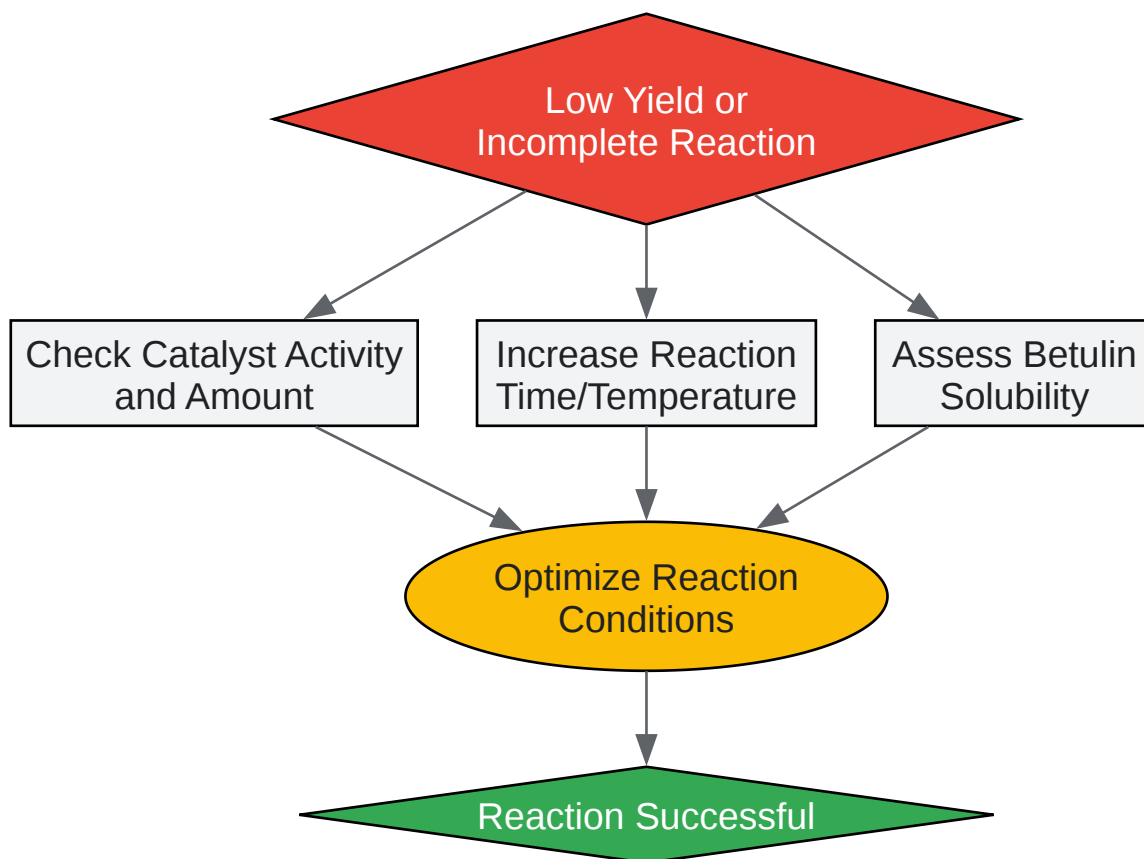 Low Yield or
Incomplete Reaction
Check Catalyst Activity
and Amount
Increase Reaction
Time/Temperature
Assess Betulin
Solubility
Optimize Reaction
Conditions
Reaction Successful